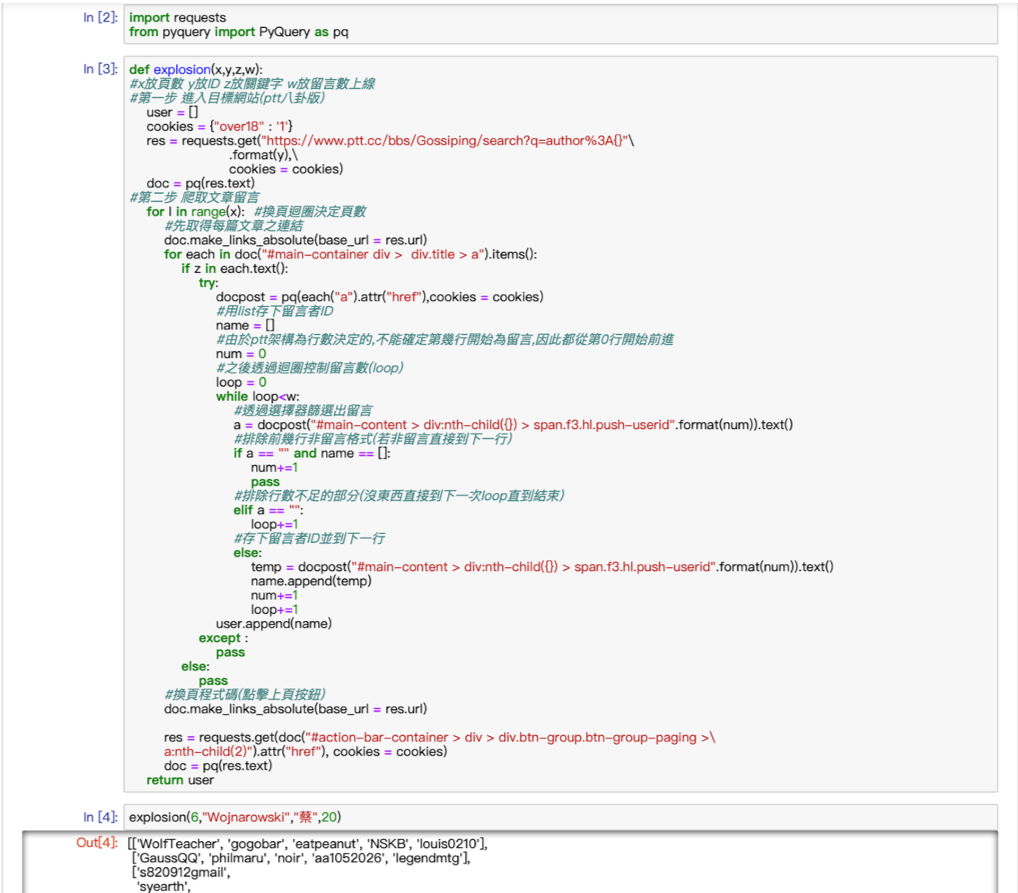 In [2]: import requests
from pyquery import PyQuery as pq
In [3]: def explosion(x,y,z,w):
#x放頁數 y放ID z放關鍵字 w放留言數上線
#第一步 進入目標網站(ptt八卦版)
user = []
cookies = {"over18" : '1'}
res = requests.get("https://www.ptt.cc/bbs/Gossiping/search?q=author%3A{}"\
.format(y),\
cookies = cookies)
doc = pq(res.text)
#第二步 爬取文章留言
for l in range(x): #換頁迴圈決定頁數
#先取得每篇文章之連結
doc.make_links_absolute(base_url = res.url)
for each in doc("#main-container div > div.title > a").items():
if z in each.text():
try:
docpost = pq(each("a").attr("href"),cookies = cookies)
#用list存下留言者ID
name = []
#由於ptt架構為行數決定的,不能確定第幾行開始為留言,因此都從第0行開始前進
num = 0
#之後透過迴圈控制留言數(loop)
loop = 0
while loop<w:
#透過選擇器篩選出留言
a = docpost("#main-content > div:nth-child({}) > span.f3.hl.push-userid".format(num)).text()
#排除前幾行非留言格式(若非留言直接到下一行)
if a == "" and name == []:
num+=1
pass
#排除行數不足的部分(沒東西直接到下一次loop直到結束)
elif a == "":
loop+=1
#存下留言者ID並到下一行
else:
temp = docpost("#main-content > div:nth-child({}) > span.f3.hl.push-userid".format(num)).text()
name.append(temp)
num+=1
loop+=1
user.append(name)
except :
pass
else:
pass
#換頁程式碼(點擊上頁按鈕)
doc.make_links_absolute(base_url = res.url)
res = requests.get(doc("#action-bar-container > div > div.btn-group.btn-group-paging >\
a:nth-child(2)").attr("href"), cookies = cookies)
doc = pq(res.text)
return user
In [4]: explosion(6,"Wojnarowski","蔡",20)
Out[4]: [['WolfTeacher', 'gogobar', 'eatpeanut', 'NSKB', 'louis0210'],
['GaussQQ', 'philmaru', 'noir', 'aa1052026', 'legendmtg'],
['s820912gmail',
'syearth',